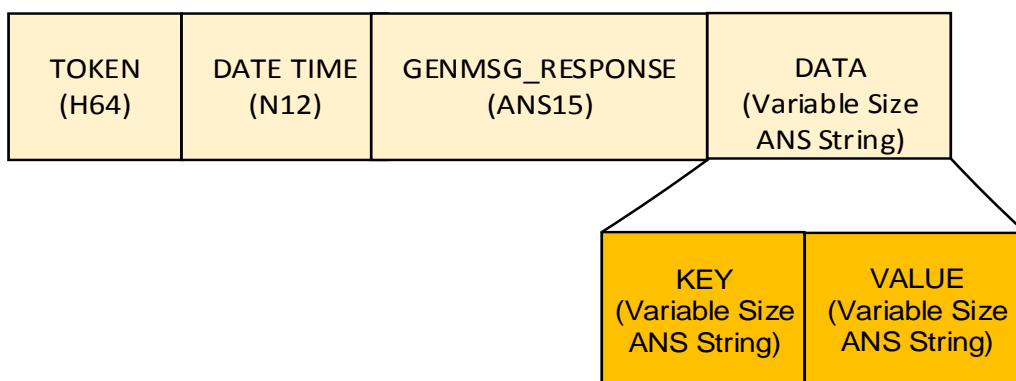 TOKEN
(H64)
DATE TIME
(N12)
GENMSG_RESPONSE
(ANS15)
DATA
(Variable Size
ANS String)
KEY
(Variable Size
ANS String)
VALUE
(Variable Size
ANS String)